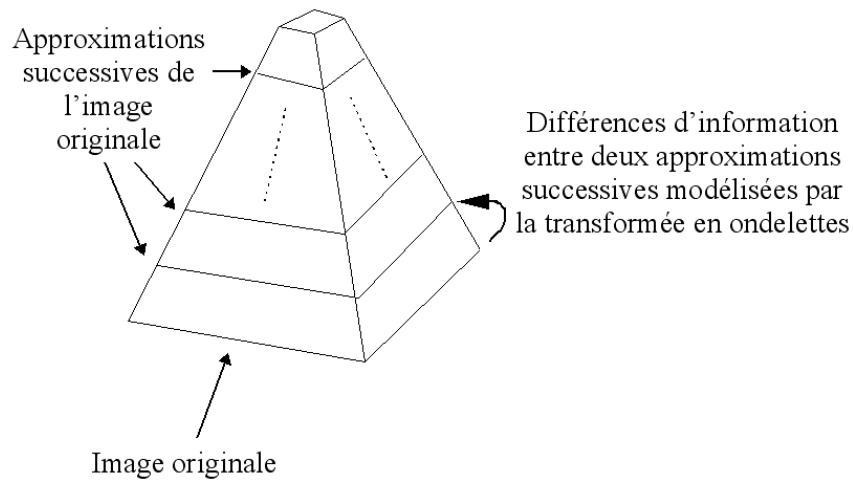 Approximations
successives de
l'image
originale
Différences d'information
entre deux approximations
successives modélisées par
la transformée en ondelettes
Image originale